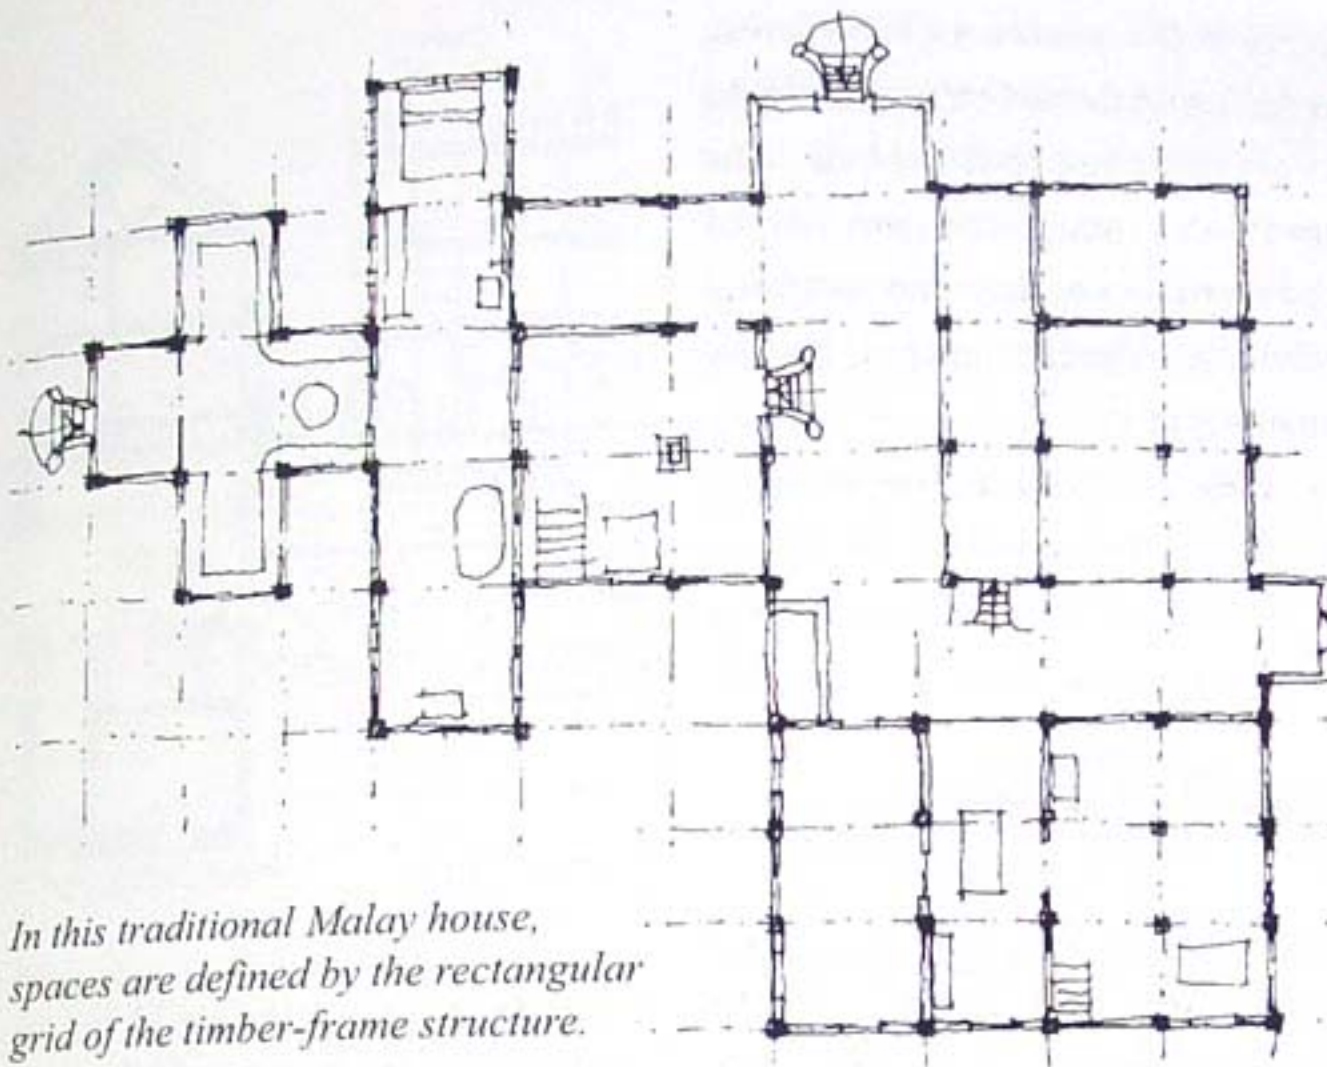 In this traditional Malay house,
spaces are defined by the rectangular
grid of the timber-frame structure.